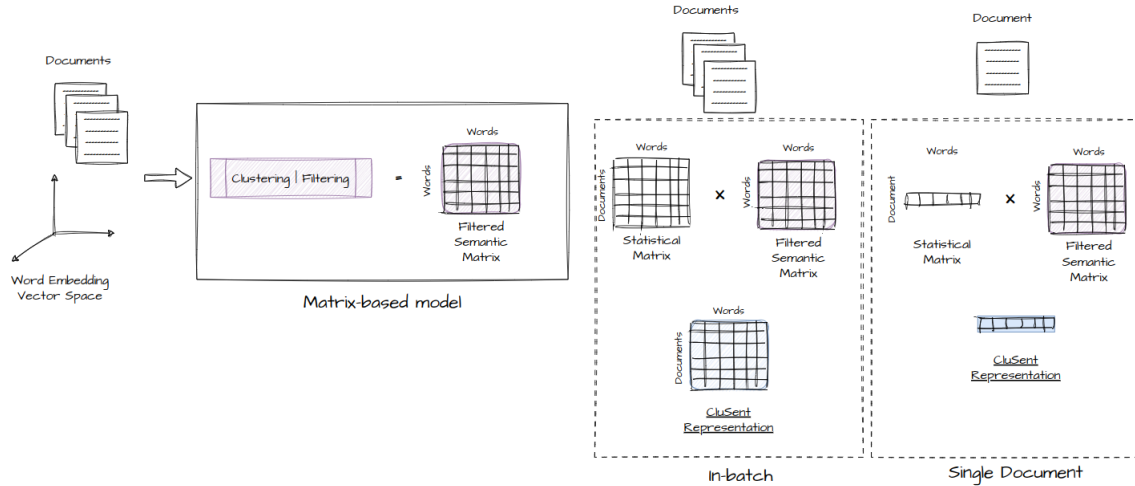 Documents
Word Embedding
Vector Space
Clustering | Filtering
=
Words
Words
Filtered
Semantic
Matrix
Matrix-based model
Documents
Words
Documents
Statistical
Matrix
x
Words
Words
Filtered
Semantic
Matrix
Words
Documents
CluSent
Representation
In-batch
Document
Words
Document
Statistical
Matrix
x
Words
Words
Filtered
Semantic
Matrix
CluSent
Representation
Single Document